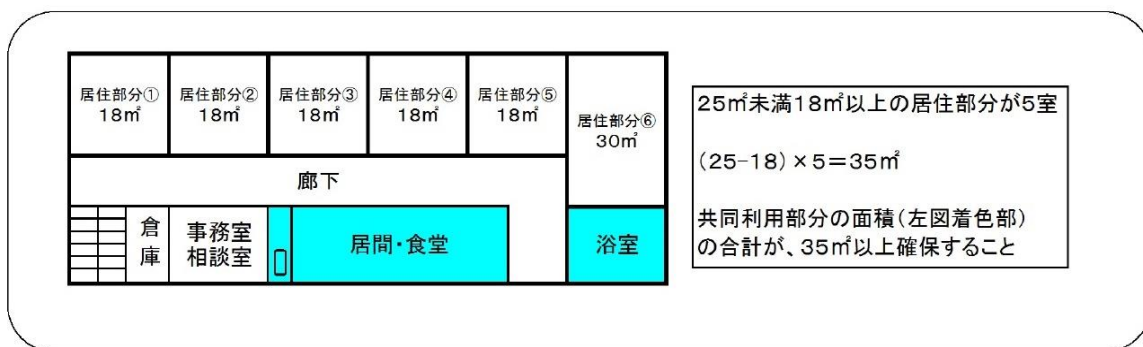 居住部分①
18㎡
居住部分②
18㎡
居住部分③
18㎡
居住部分④
18㎡
居住部分⑤
18㎡
居住部分⑥
30㎡
廊下
倉
庫
事務室
相談室
居間・食堂
浴室
25㎡未満18㎡以上の居住部分が5室
(25-18)×5=35㎡
共同利用部分の面積(左図着色部)
の合計が、35㎡以上確保すること